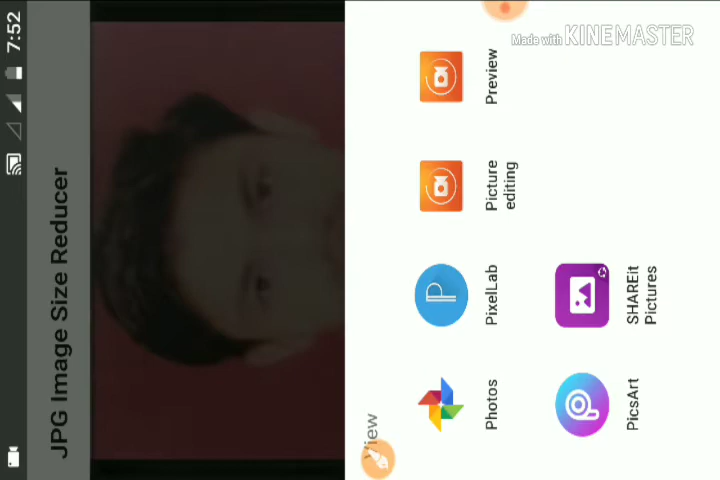 7:52
JPG Image Size Reducer
View
Photos
PixelLab
Picture
editing
Preview
PicsArt
SHAREit
Pictures
Made with KINEMASTER